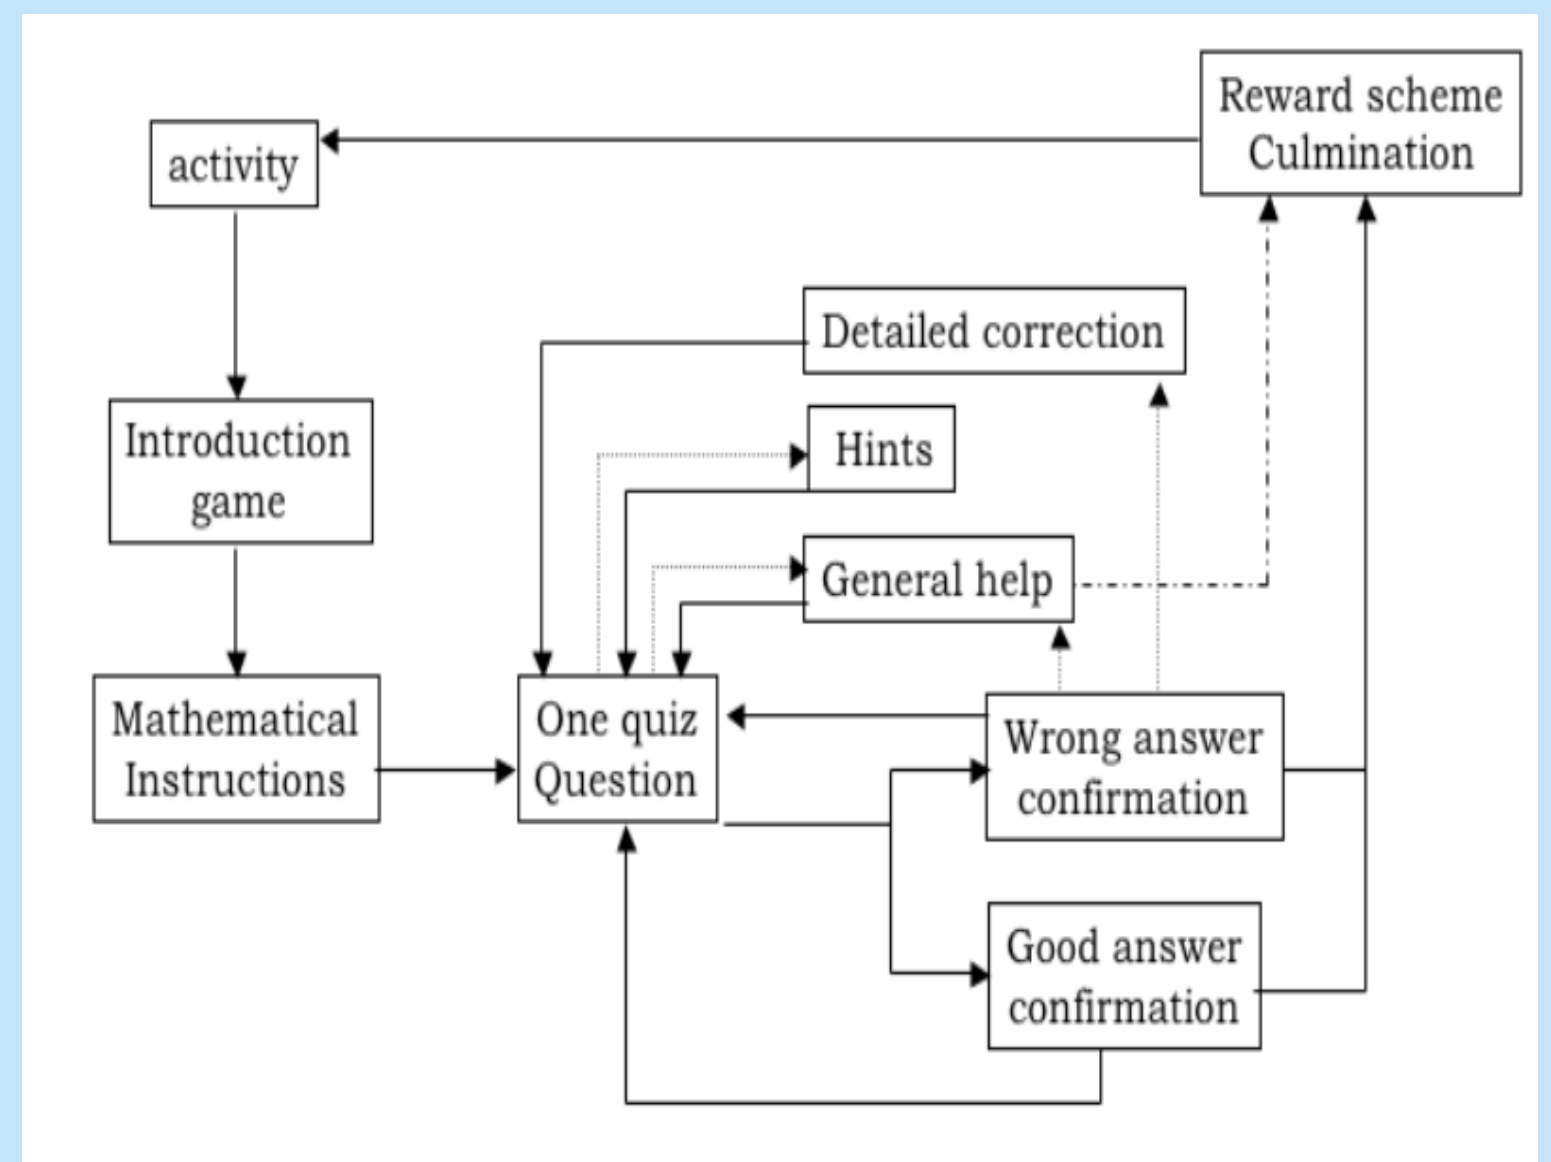 Reward scheme
Culmination
activity
Detailed correction
Introduction
game
Hints
General help
Mathematical
Instructions
One quiz
Question
Wrong answer
confirmation
Good answer
confirmation